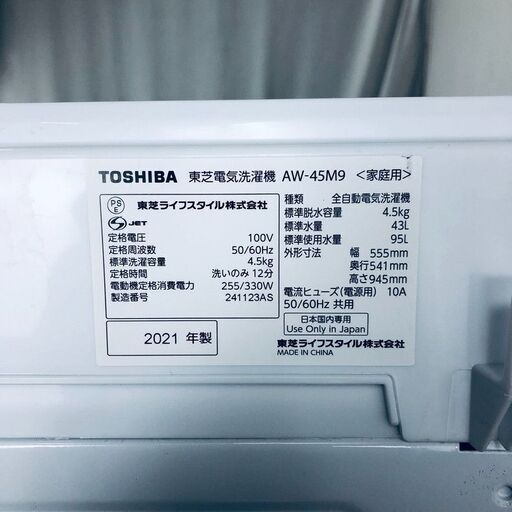 TOSHIBA 東芝電気洗濯機 AW-45M9 <家庭用>
PS
E
東芝ライフスタイル株式会社
S JET
定格電圧 100V
定格周波数 50/60Hz
標準洗濯容量 4.5kg
定格時間 洗いのみ 12分
電動機定格消費電力 255/330W
製造番号 241123AS
2021 年製
種類 全自動電気洗濯機
標準脱水容量 4.5kg
標準水量 43L
標準使用水量 95L
外形寸法 幅 555mm
奥行541mm
高さ945mm
電流ヒューズ(電源用) 10A
50/60Hz 共用
日本国内専用
Use Only in Japan
東芝ライフスタイル株式会社
MADE IN CHINA